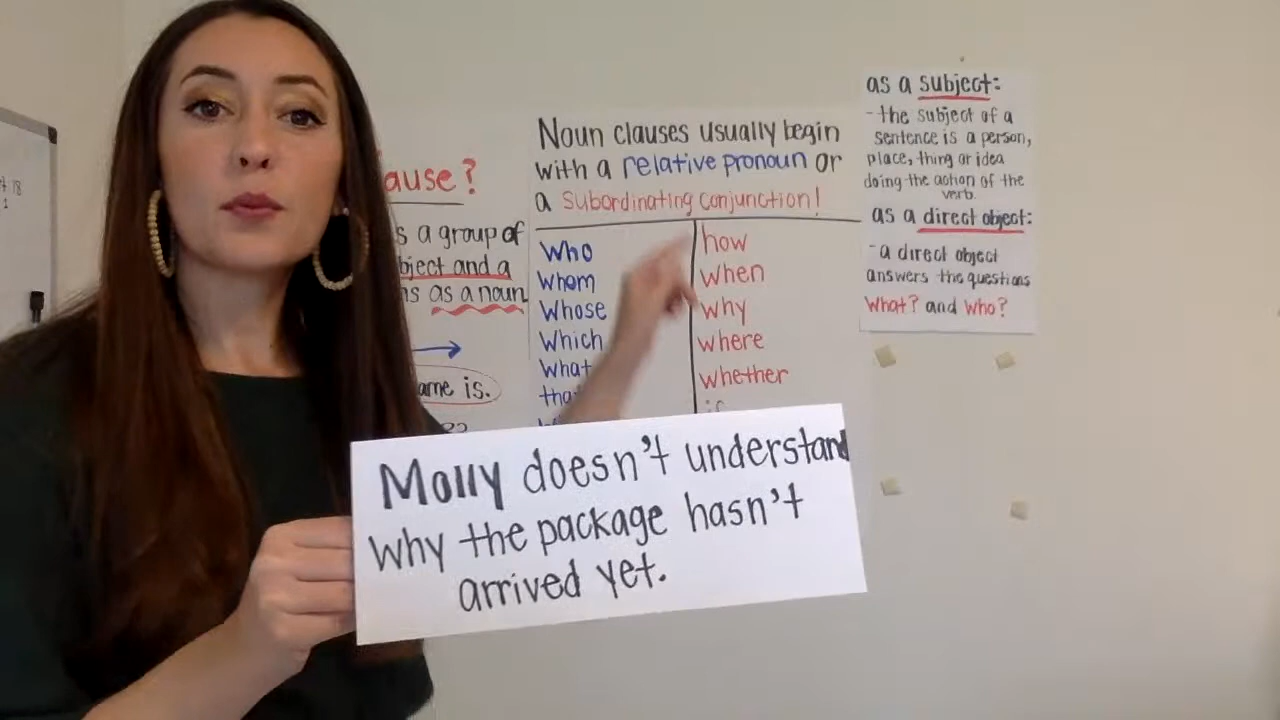 ause?
s a group of
bject and a
ns as a noun
ame is.
Noun clauses usually begin
with a relative pronoun or
a subordinating conjunction!
who
whom
whose
which
what
tha
how
when
why
where
whether
if
as a subject:
- the subject of a
sentence is a person,
place, thing or idea
doing the action of the
verb.
as a direct object:
- a direct object
answers the questions
what? and who?
Molly doesn't understand
why the package hasn't
arrived yet.